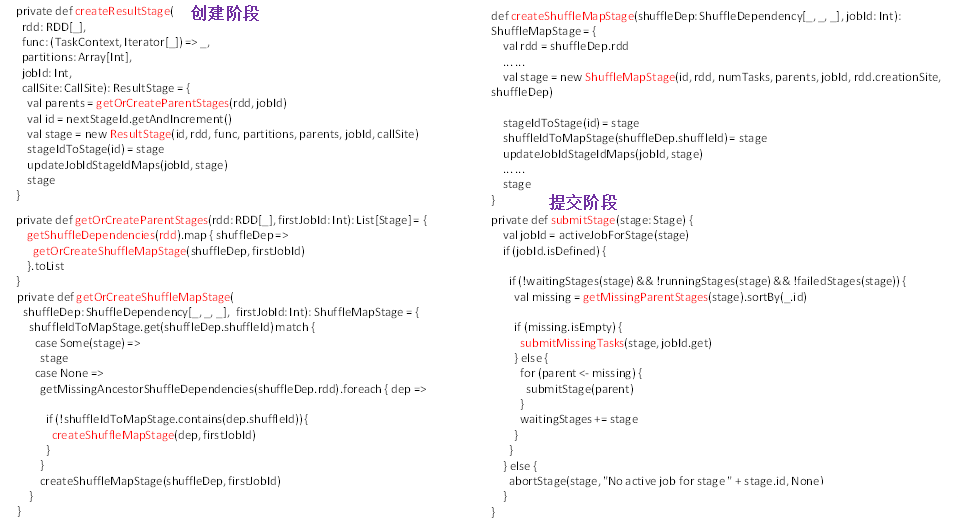 private def createResultStage(
创建阶段
rdd: RDD[_],
func: (TaskContext, Iterator[_]) => _,
partitions: Array[Int],
jobId: Int,
callSite: CallSite): ResultStage = {
val parents = getOrCreateParentStages(rdd, jobId)
val id = nextStageId.getAndIncrement()
val stage = new ResultStage(id, rdd, func, partitions, parents, jobId, callSite)
stageIdToStage(id) = stage
updateJobIdStageIdMaps(jobId, stage)
stage
}
private def getOrCreateParentStages(rdd: RDD[_], firstJobId: Int): List[Stage] = {
getShuffleDependencies(rdd).map { shuffleDep =>
getOrCreateShuffleMapStage(shuffleDep, firstJobId)
}.toList
}
private def getOrCreateShuffleMapStage(
shuffleDep: ShuffleDependency[_, _, _], firstJobId: Int): ShuffleMapStage = {
shuffleIdToMapStage.get(shuffleDep.shuffleId) match {
case Some(stage) =>
stage
case None =>
getMissingAncestorShuffleDependencies(shuffleDep.rdd).foreach { dep =>
if (!shuffleIdToMapStage.contains(dep.shuffleId)) {
createShuffleMapStage(dep, firstJobId)
}
}
createShuffleMapStage(shuffleDep, firstJobId)
}
}
def createShuffleMapStage(shuffleDep: ShuffleDependency[_, _, _], jobId: Int):
ShuffleMapStage = {
val rdd = shuffleDep.rdd
... ...
val stage = new ShuffleMapStage(id, rdd, numTasks, parents, jobId, rdd.creationSite,
shuffleDep)
stageIdToStage(id) = stage
shuffleIdToMapStage(shuffleDep.shuffleId) = stage
updateJobIdStageIdMaps(jobId, stage)
... ...
stage
}
提交阶段
private def submitStage(stage: Stage) {
val jobId = activeJobForStage(stage)
if (jobId.isDefined) {
if (!waitingStages(stage) && !runningStages(stage) && !failedStages(stage)) {
val missing = getMissingParentStages(stage).sortBy(_.id)
if (missing.isEmpty) {
submitMissingTasks(stage, jobId.get)
} else {
for (parent <- missing) {
submitStage(parent)
}
waitingStages += stage
}
}
} else {
abortStage(stage, "No active job for stage " + stage.id, None)
}
}